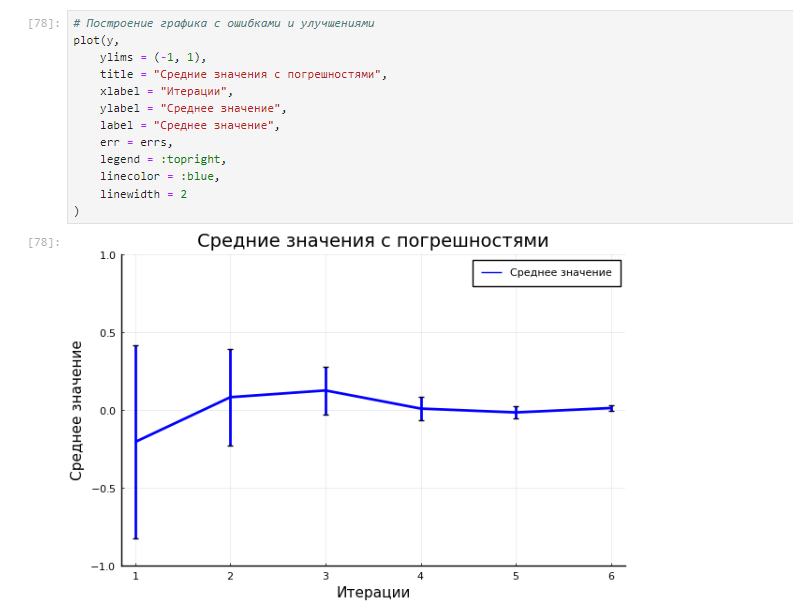 [78]: # Построение графика с ошибками и улучшениями
plot(y,
ylims = (-1, 1),
title = "Средние значения с погрешностями",
xlabel = "Итерации",
ylabel = "Среднее значение",
label = "Среднее значение",
err = errs,
legend = :topright,
linecolor = :blue,
linewidth = 2
)
[78]:
Средние значения с погрешностями
Среднее значение
1.0
0.5
0.0
−0.5
−1.0
Среднее значение
1 2 3 4 5 6
Итерации